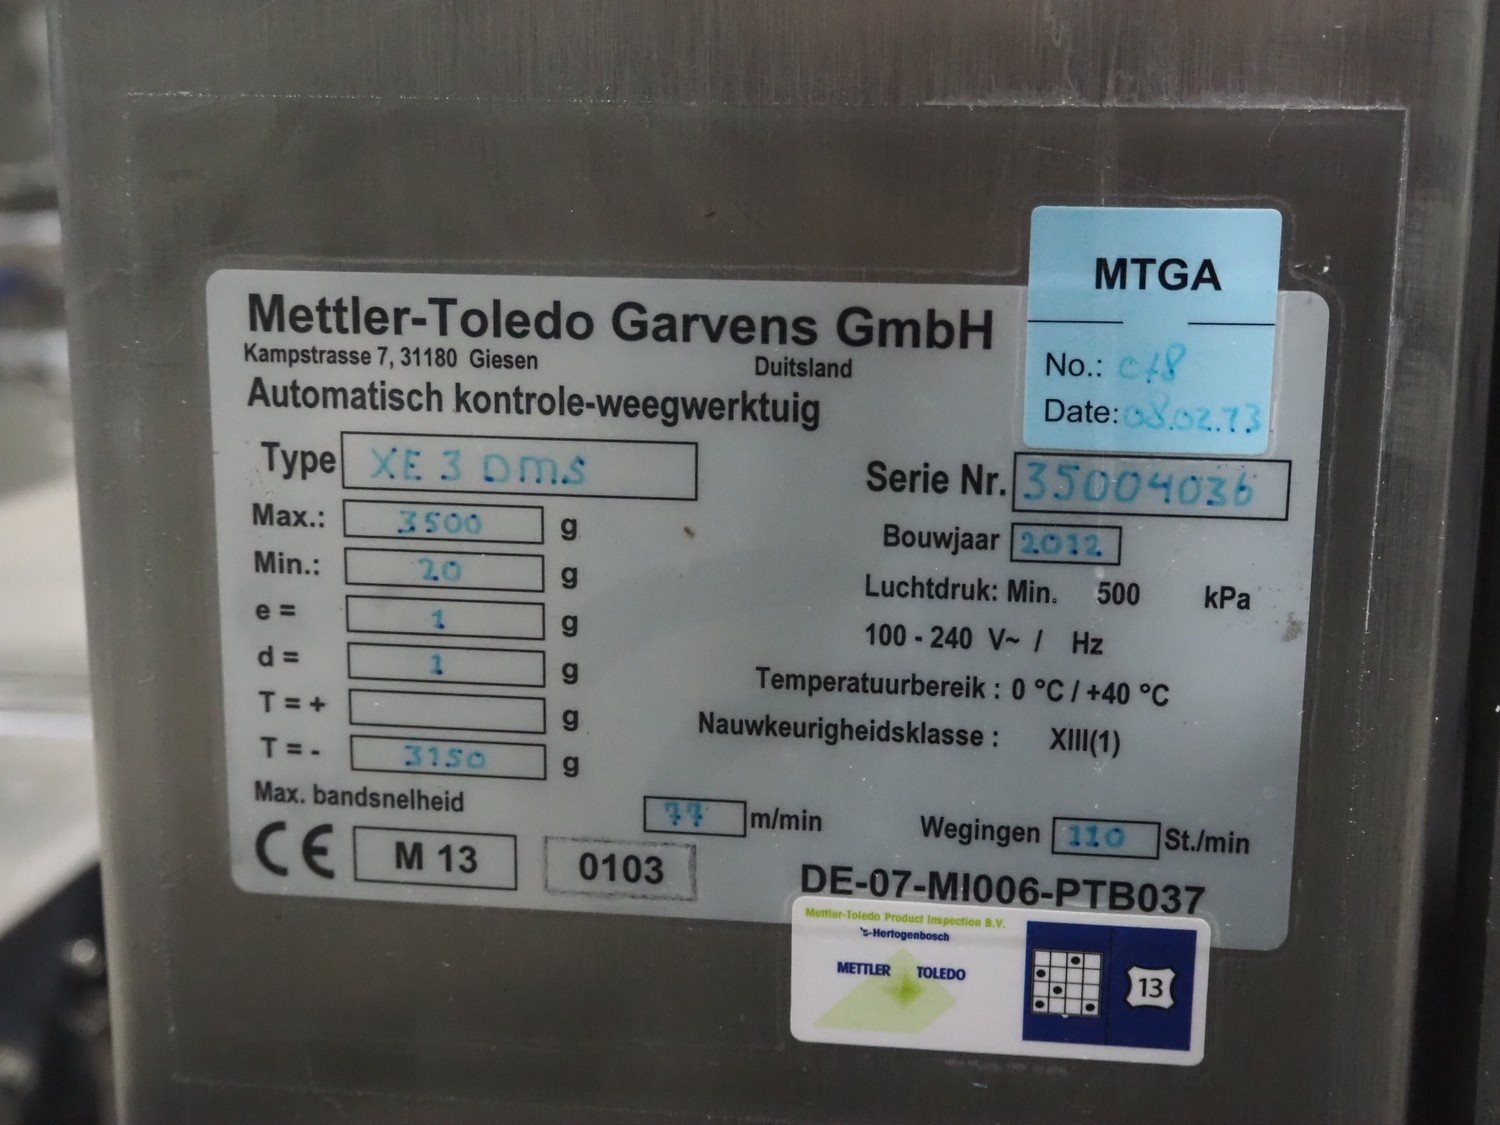 MTGA
No.: 078
Date: 08.02.13
Mettler-Toledo Garvens GmbH
Kampstrasse 7, 31180 Giesen Duitsland
Automatisch kontrole-weegwerktuig
Type XE 3 DMS
Serie Nr. 35004036
Max.: 3500 g
Bouwjaar 2012
Min.: 20 g
Luchtdruk: Min. 500 kPa
e = 1 g
100 - 240 V~ / Hz
d = 1 g
Temperatuurbereik : 0 °C / +40 °C
T = + g
Nauwkeurigheidsklasse : XIII(1)
T = - 3150 g
Max. bandsnelheid 77 m/min
Wegingen 110 St./min
CE M 13 0103
DE-07-MI006-PTB037
Mettler-Toledo Product Inspection B.V.
's-Hertogenbosch
METTLER TOLEDO
13